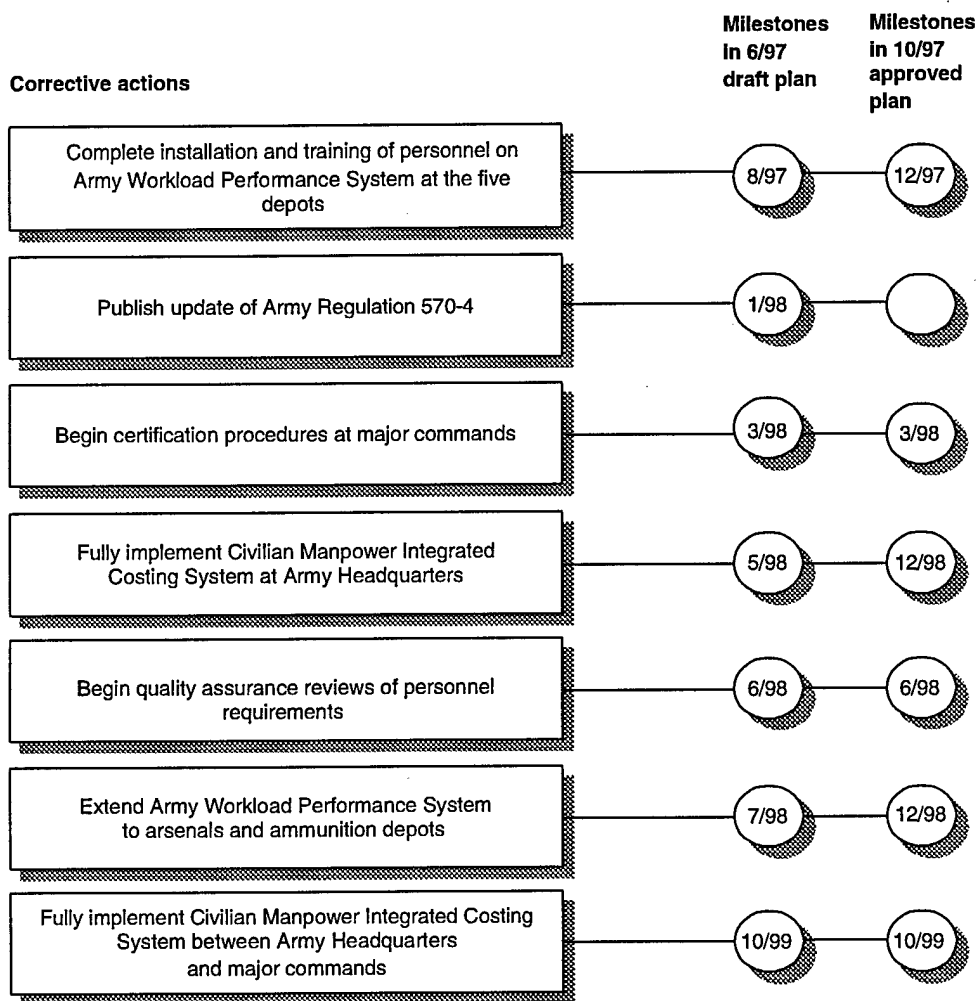 Milestones
in 6/97
draft plan
Milestones
in 10/97
approved
plan
Corrective actions
Complete installation and training of personnel on
Army Workload Performance System at the five
depots
8/97
12/97
Publish update of Army Regulation 570-4
1/98
Begin certification procedures at major commands
3/98
3/98
Fully implement Civilian Manpower Integrated
Costing System at Army Headquarters
5/98
12/98
Begin quality assurance reviews of personnel
requirements
6/98
6/98
Extend Army Workload Performance System
to arsenals and ammunition depots
7/98
12/98
Fully implement Civilian Manpower Integrated Costing
System between Army Headquarters
and major commands
10/99
10/99